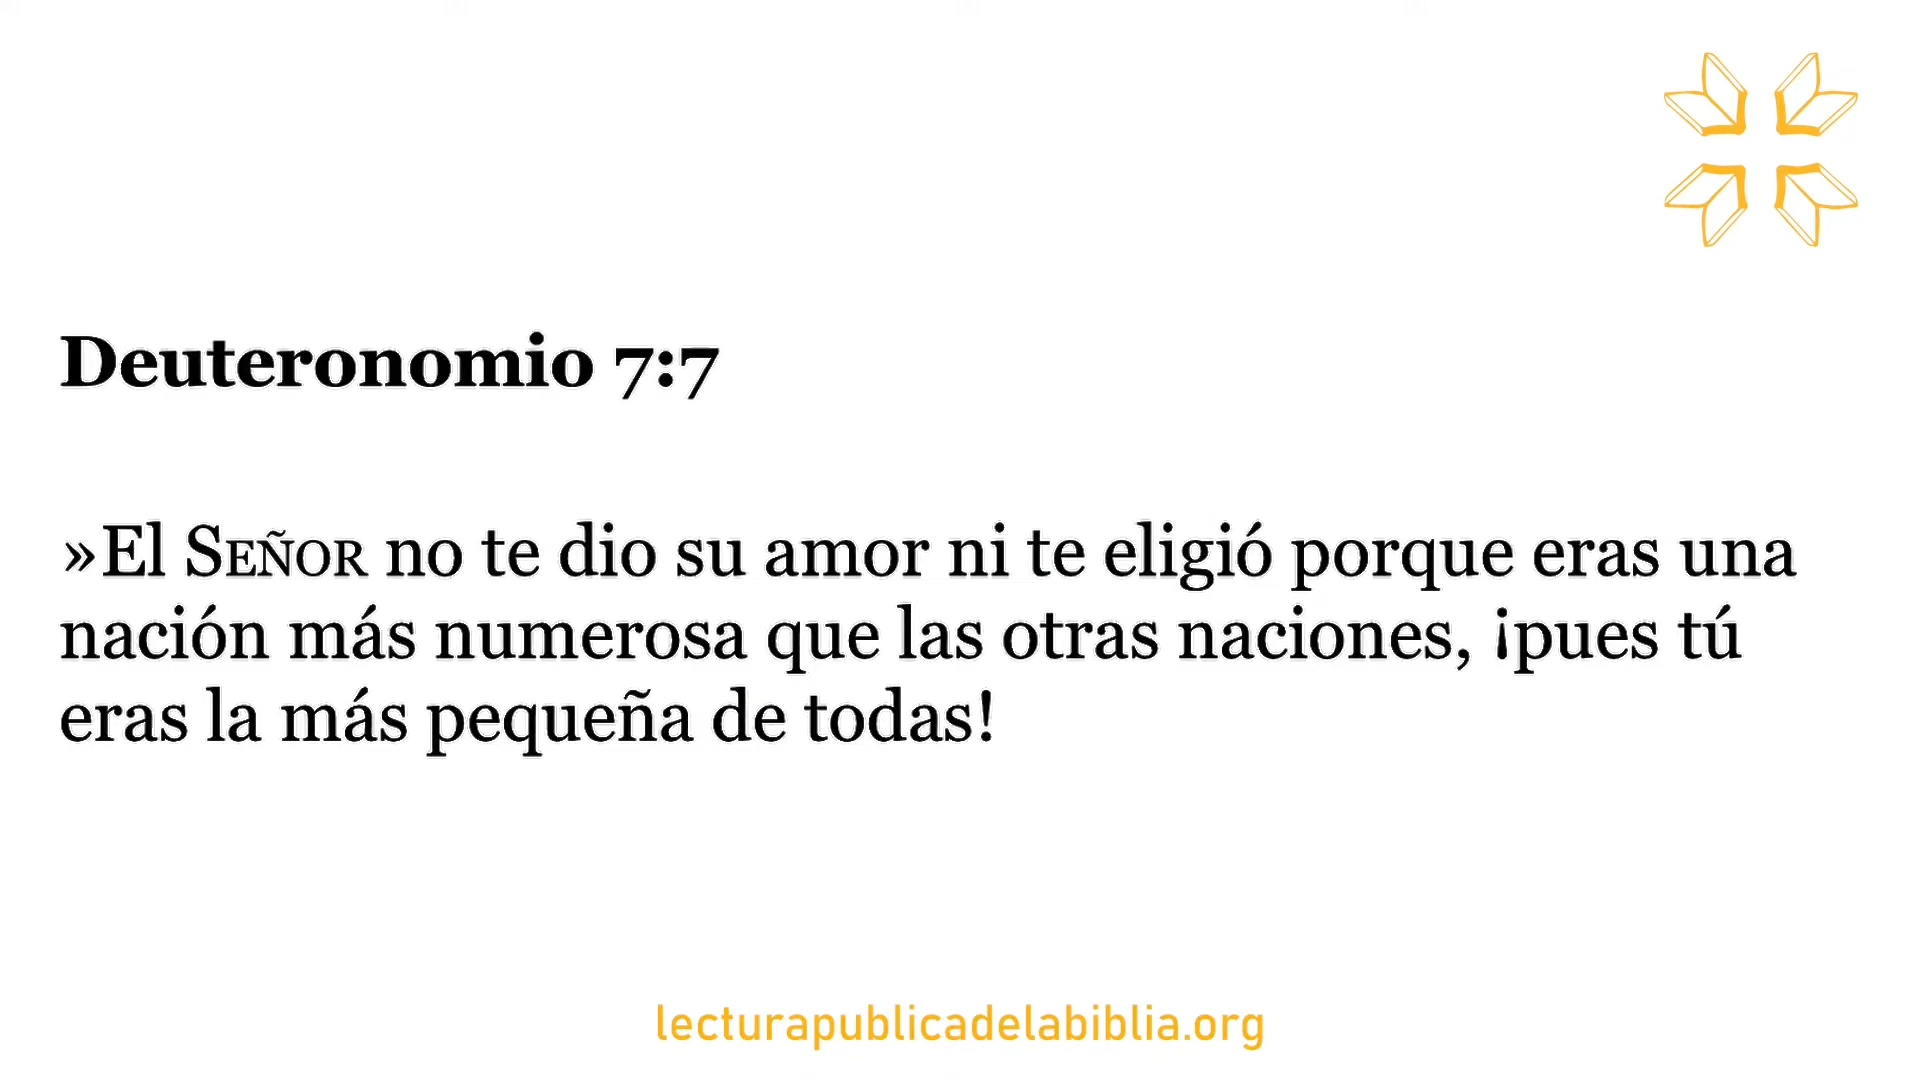 Deuteronomio 7:7
»El SEÑOR no te dio su amor ni te eligió porque eras una
nación más numerosa que las otras naciones, ¡pues tú
eras la más pequeña de todas!
lecturapublicadelabiblia.org